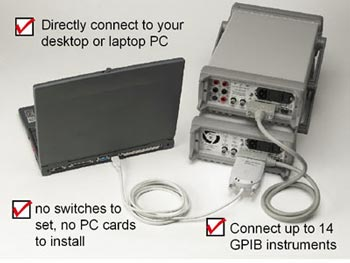 Directly connect to your
desktop or laptop PC
no switches to
set, no PC cards
to install
Connect up to 14
GPIB instruments